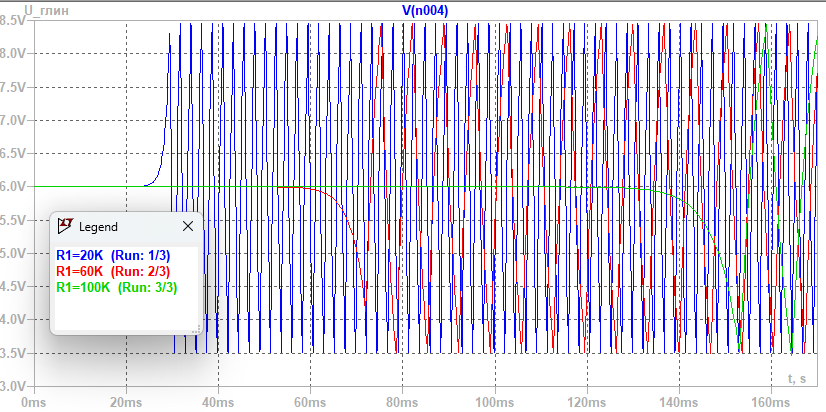 U_глин
V(n004)
8.5V
8.0V
7.5V
7.0V
6.5V
6.0V
5.5V
5.0V
4.5V
4.0V
3.5V
3.0V
Legend
R1=20K (Run: 1/3)
R1=60K (Run: 2/3)
R1=100K (Run: 3/3)
t, s
0ms 20ms 40ms 60ms 80ms 100ms 120ms 140ms 160ms